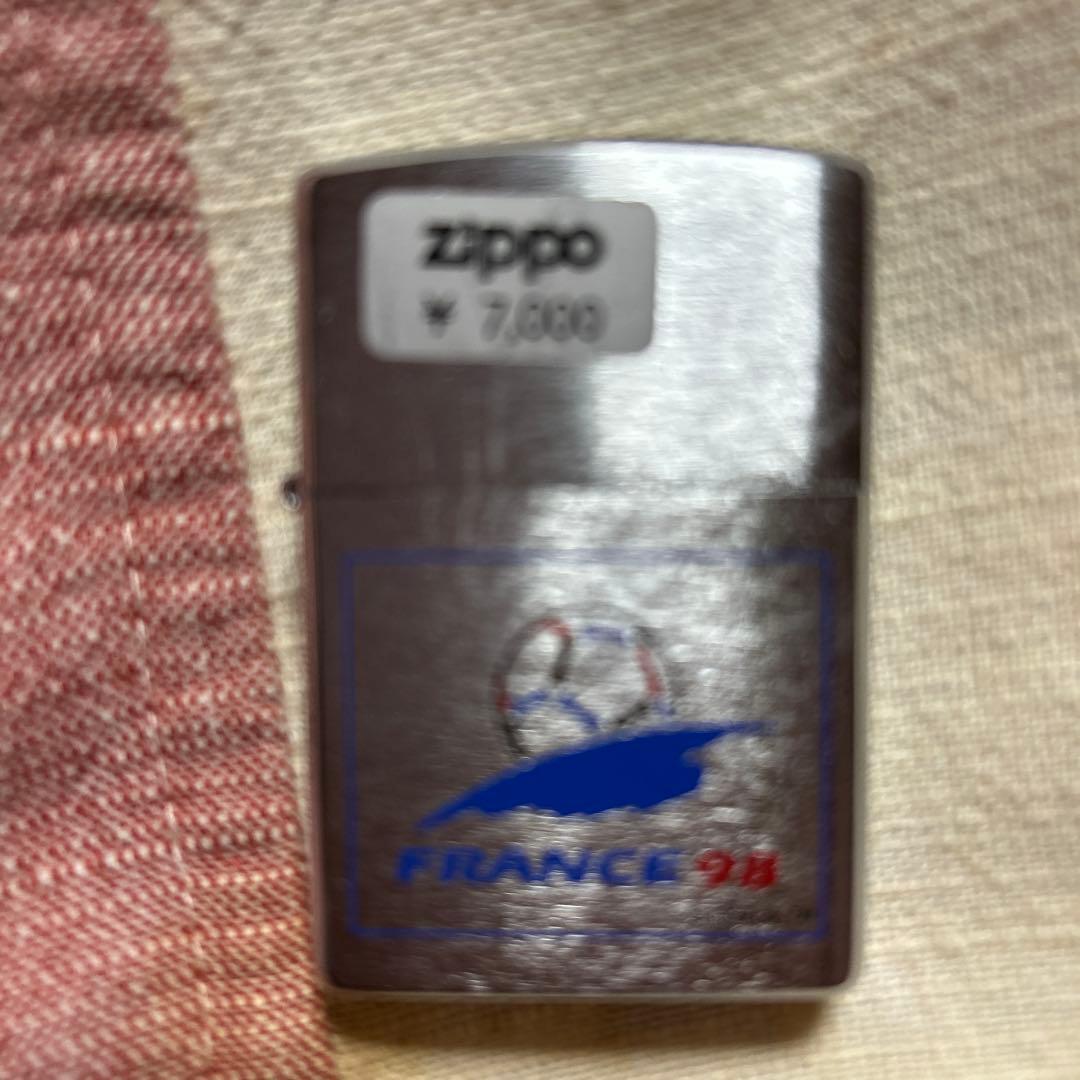 zippo
¥ 7,000
FRANCE 98